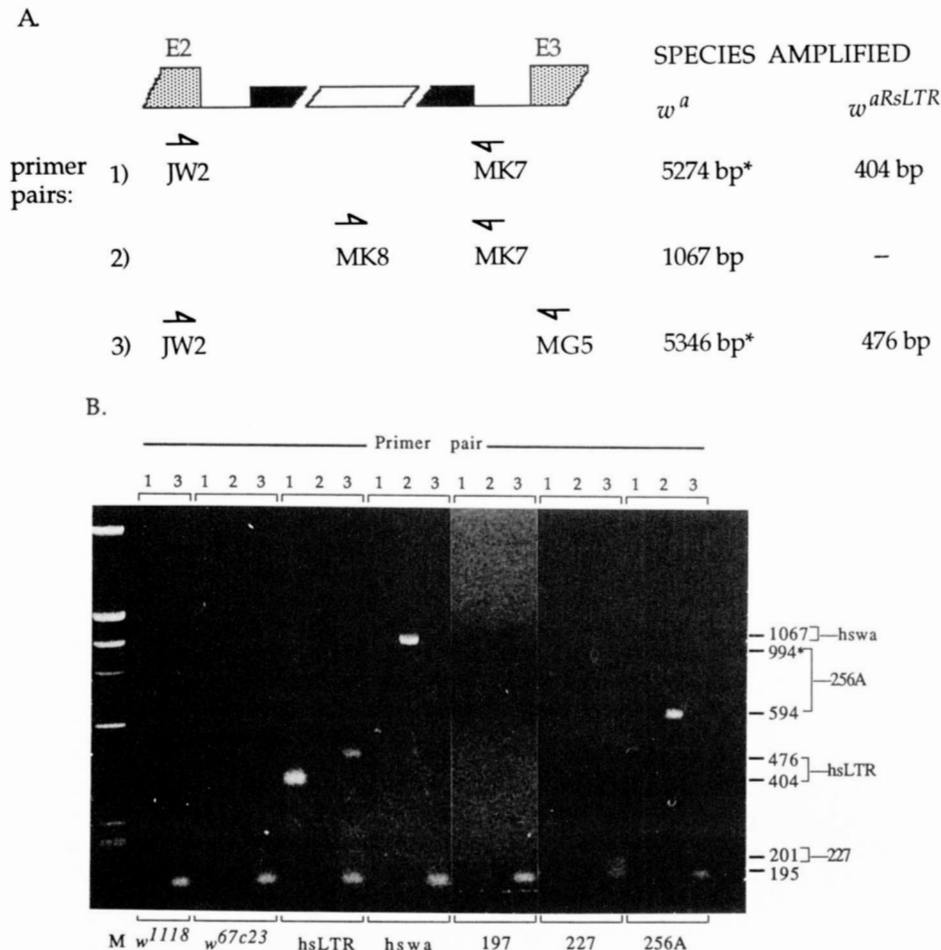 A.
E2 E3 SPECIES AMPLIFIED
w^a w^aRsLTR
primer pairs:
1) JW2 MK7 5274 bp* 404 bp
2) MK8 MK7 1067 bp –
3) JW2 MG5 5346 bp* 476 bp
B.
Primer pair
1 3 1 2 3 1 2 3 1 2 3 1 2 3 1 2 3 1 2 3
1067 hswa
994*
256A
594
476
hsLTR
404
201 227
195
M w^1118 w^67c23 hsLTR hswa 197 227 256A